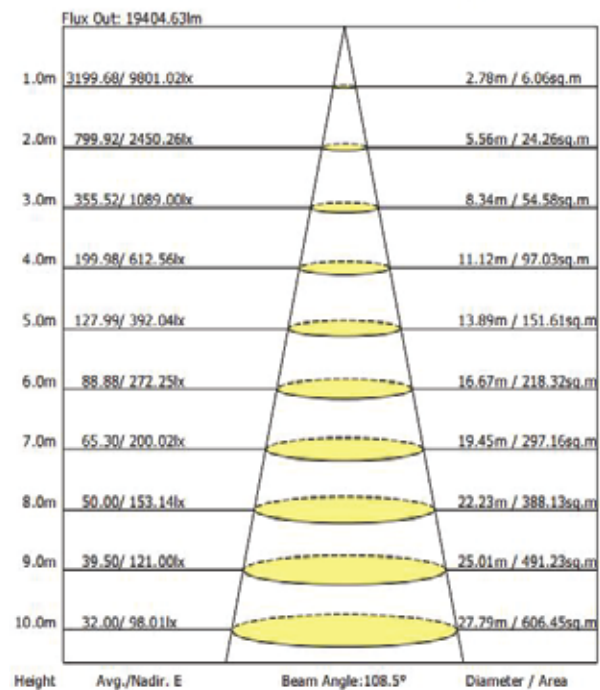 Flux Out: 19404.63lm
1.0m 3199.68/ 9801.02lx 2.78m / 6.06sq.m
2.0m 799.92/ 2450.26lx 5.56m / 24.26sq.m
3.0m 355.52/ 1089.00lx 8.34m / 54.58sq.m
4.0m 199.98/ 612.56lx 11.12m / 97.03sq.m
5.0m 127.99/ 392.04lx 13.89m / 151.61sq.m
6.0m 88.88/ 272.25lx 16.67m / 218.32sq.m
7.0m 65.30/ 200.02lx 19.45m / 297.16sq.m
8.0m 50.00/ 153.14lx 22.23m / 388.13sq.m
9.0m 39.50/ 121.00lx 25.01m / 491.23sq.m
10.0m 32.00/ 98.01lx 27.79m / 606.45sq.m
Height Avg./Nadir. E Beam Angle:108.5° Diameter / Area